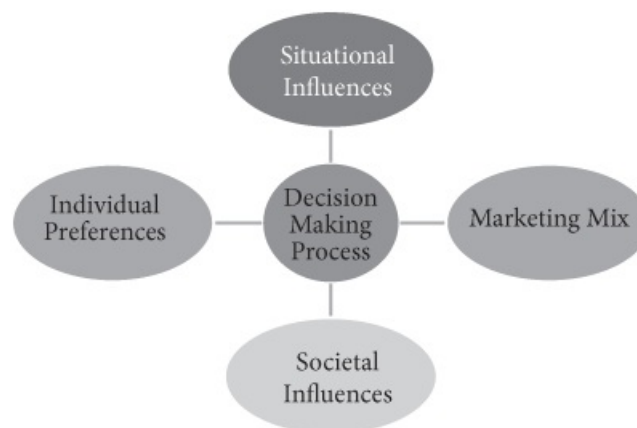 Situational
Influences
Individual
Preferences
Decision
Making
Process
Marketing Mix
Societal
Influences